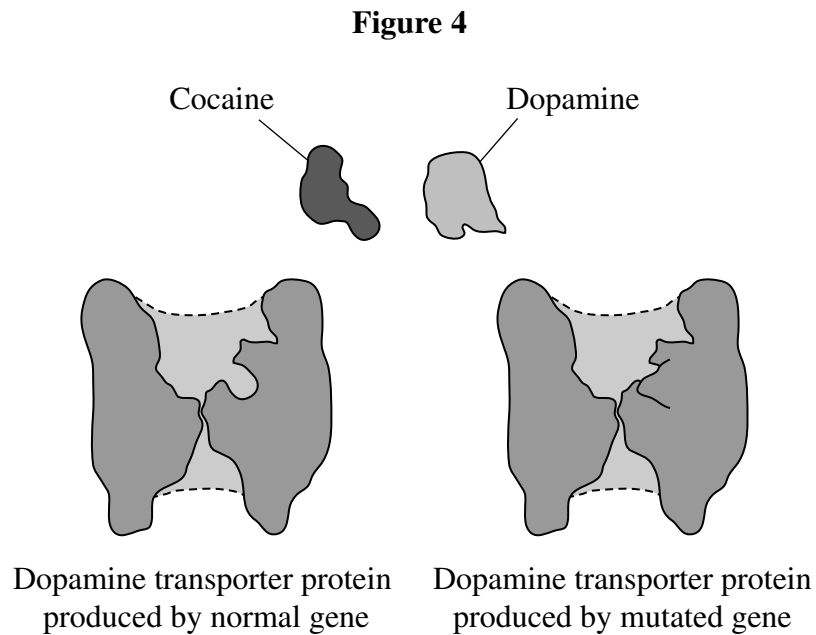 Figure 4
Cocaine
Dopamine
Dopamine transporter protein
produced by normal gene
Dopamine transporter protein
produced by mutated gene